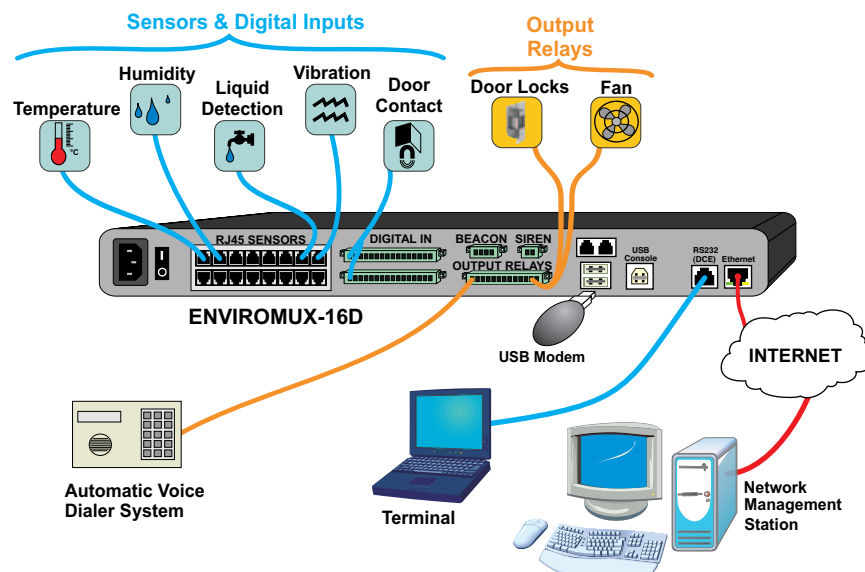 Sensors & Digital Inputs
Output
Relays
Temperature
Humidity
Liquid
Detection
Vibration
Door
Contact
Door Locks
Fan
°C
RJ45 SENSORS
DIGITAL IN
BEACON
SIREN
OUTPUT RELAYS
USB
Console
RS232
(DCE)
Ethernet
ENVIROMUX-16D
USB Modem
INTERNET
Automatic Voice
Dialer System
Terminal
Network
Management
Station